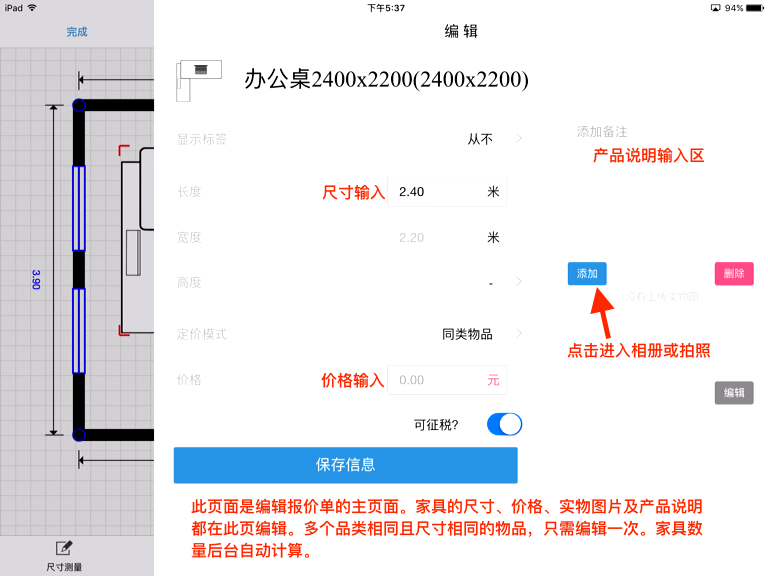 iPad
下午5:37
94%
完成
编 辑
办公桌2400x2200(2400x2200)
显示标签
从不
添加备注
产品说明输入区
长度
尺寸输入
2.40
米
宽度
2.20
米
3.90
高度
-
添加
删除
没有上传实物图
定价模式
同类物品
点击进入相册或拍照
价格
价格输入
0.00
元
编辑
可征税?
保存信息
此页面是编辑报价单的主页面。家具的尺寸、价格、实物图片及产品说明
都在此页编辑。多个品类相同且尺寸相同的物品，只需编辑一次。家具数
量后台自动计算。
尺寸测量